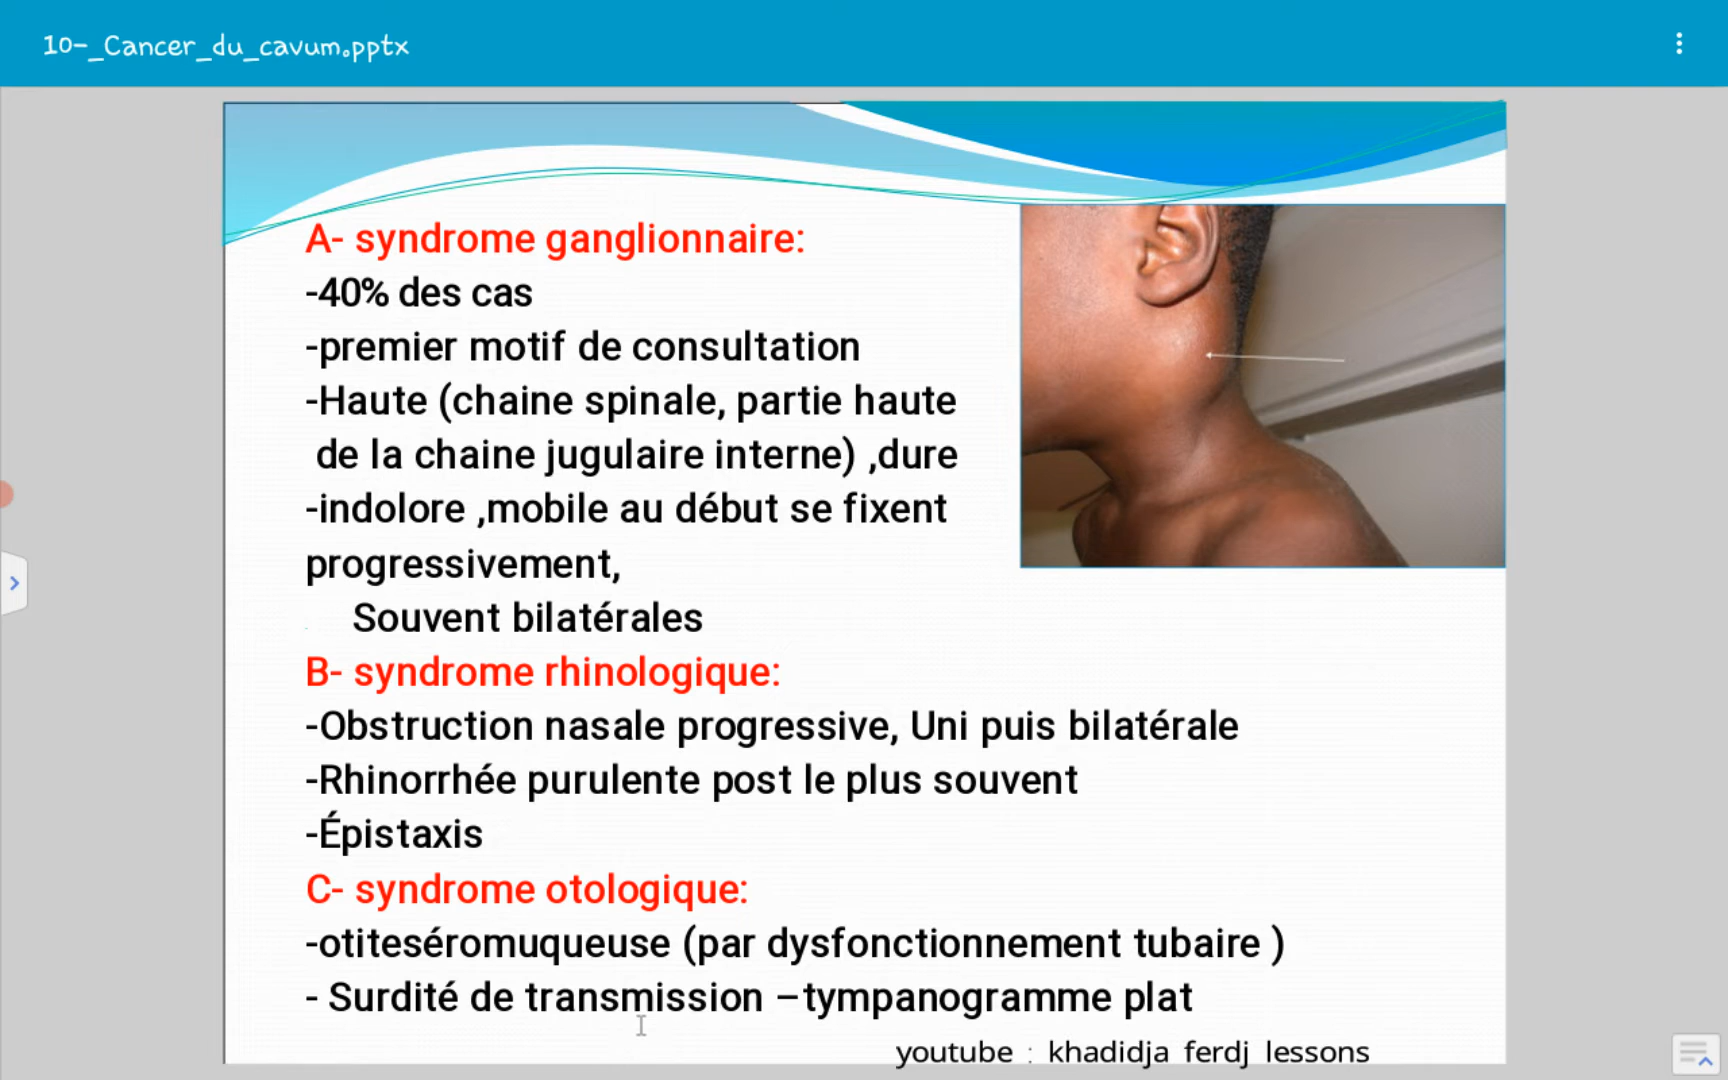 10-_Cancer_du_cavum.pptx
A- syndrome ganglionnaire:
-40% des cas
-premier motif de consultation
-Haute (chaine spinale, partie haute
de la chaine jugulaire interne) ,dure
-indolore ,mobile au début se fixent
progressivement,
Souvent bilatérales
B- syndrome rhinologique:
-Obstruction nasale progressive, Uni puis bilatérale
-Rhinorrhée purulente post le plus souvent
-Épistaxis
C- syndrome otologique:
-otiteséromuqueuse (par dysfonctionnement tubaire )
- Surdité de transmission –tympanogramme plat
youtube : khadidja ferdj lessons